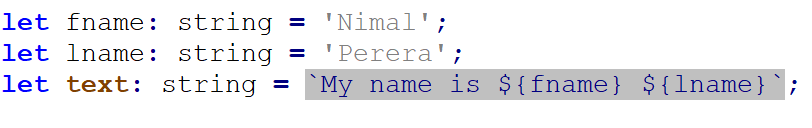 let fname: string = 'Nimal';
let lname: string = 'Perera';
let text: string = `My name is ${fname} ${lname}`;